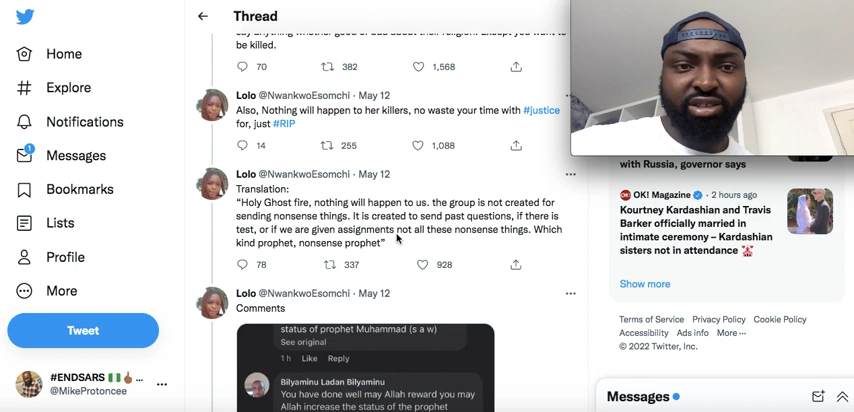 Thread
say anything whether good or bad about their religion. Except you want to
be killed.
70 382 1,568
Lolo @NwankwoEsomchi · May 12
Also, Nothing will happen to her killers, no waste your time with #justice
for, just #RIP
14 255 1,088
Lolo @NwankwoEsomchi · May 12
Translation:
“Holy Ghost fire, nothing will happen to us. the group is not created for
sending nonsense things. It is created to send past questions, if there is
test, or if we are given assignments not all these nonsense things. Which
kind prophet, nonsense prophet”
78 337 928
Lolo @NwankwoEsomchi · May 12
Comments
status of prophet Muhammad (s a w)
See original
1 h Like Reply
Bilyaminu Ladan Bilyaminu
You have done well may Allah reward you may
Allah increase the status of the prophet
Home
Explore
Notifications
1
Messages
Bookmarks
Lists
Profile
More
Tweet
#ENDSARS ...
@MikeProtoncee
with Russia, governor says
OK! Magazine · 2 hours ago
Kourtney Kardashian and Travis
Barker officially married in
intimate ceremony – Kardashian
sisters not in attendance
Show more
Terms of Service Privacy Policy Cookie Policy
Accessibility Ads info More ···
© 2022 Twitter, Inc.
Messages